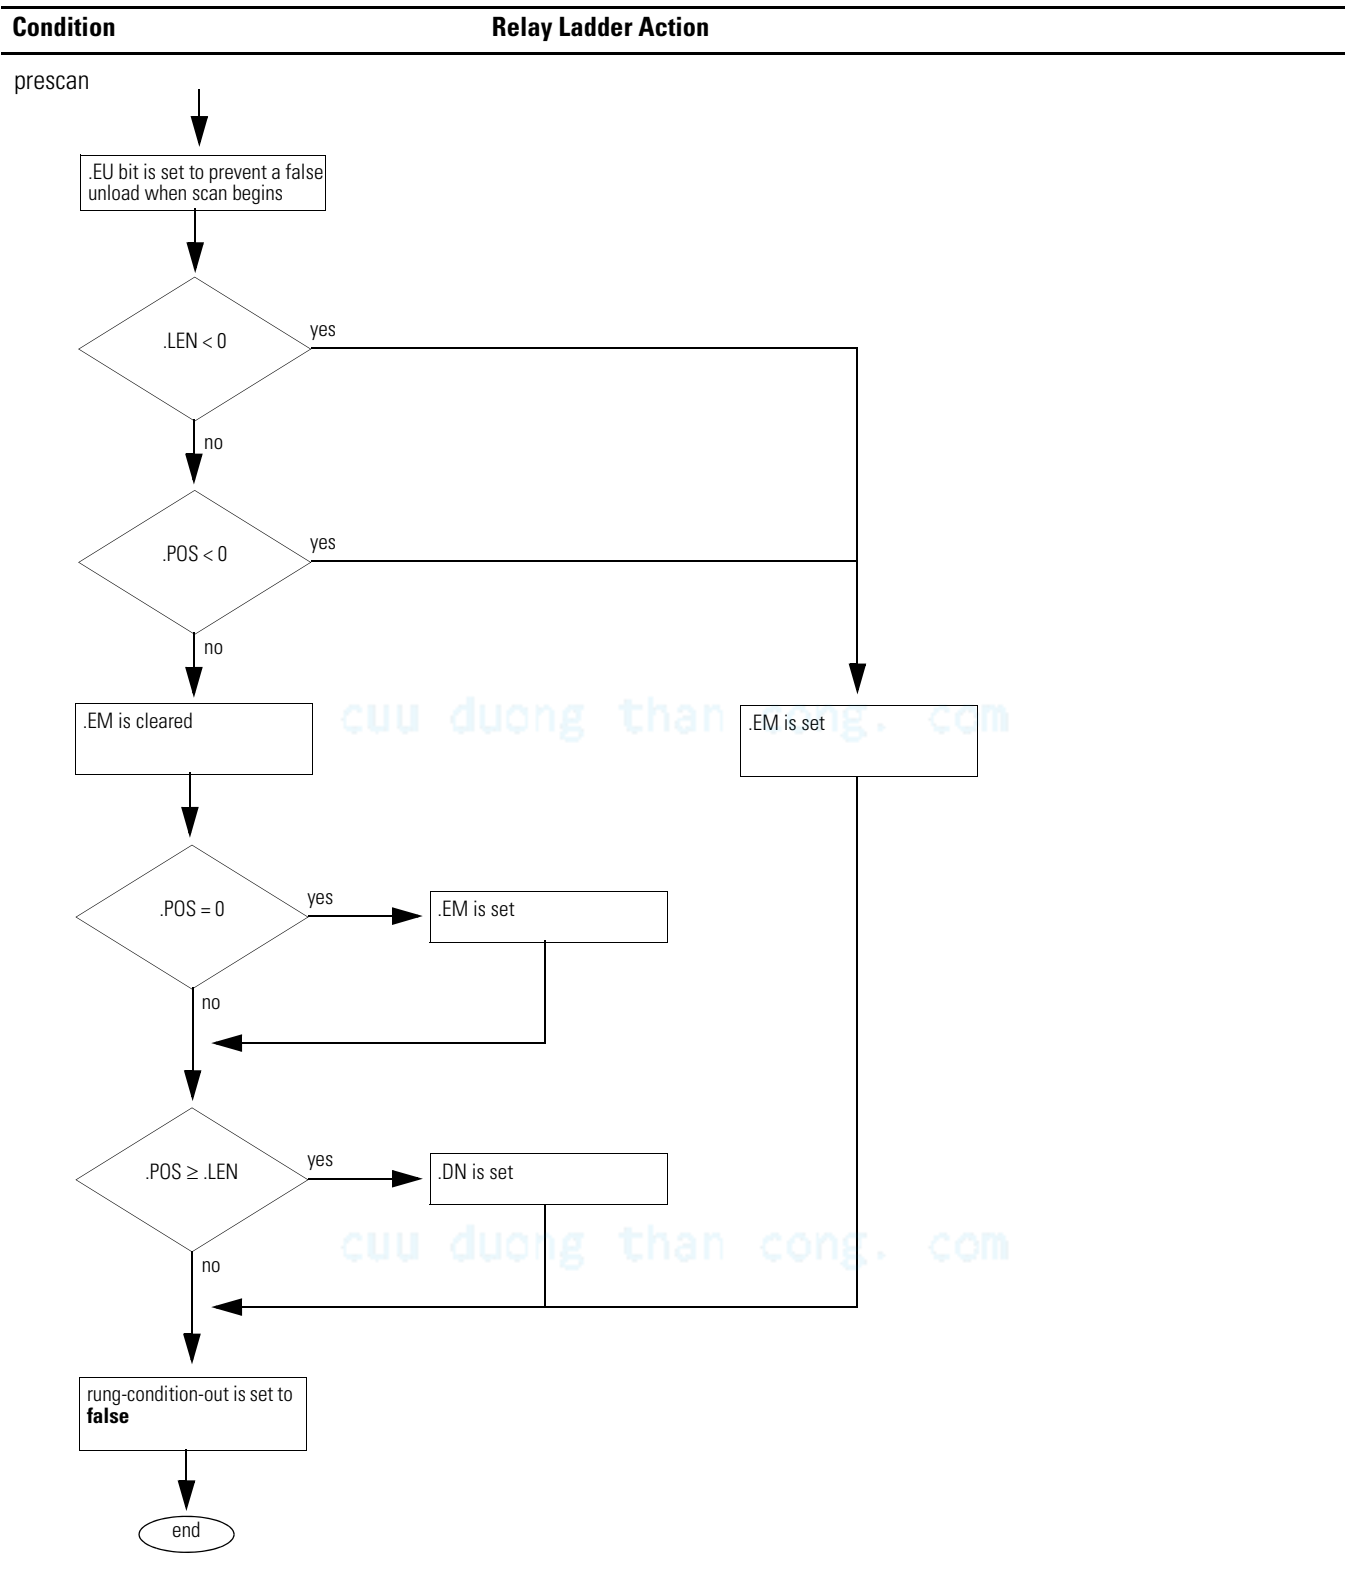 Condition
Relay Ladder Action
prescan
.EU bit is set to prevent a false
unload when scan begins
.LEN < 0
yes
no
.POS < 0
yes
no
.EM is cleared
.EM is set
cuu duong than cong. com
.POS = 0
yes
.EM is set
no
.POS ≥ .LEN
yes
.DN is set
no
cuu duong than cong. com
rung-condition-out is set to
false
end